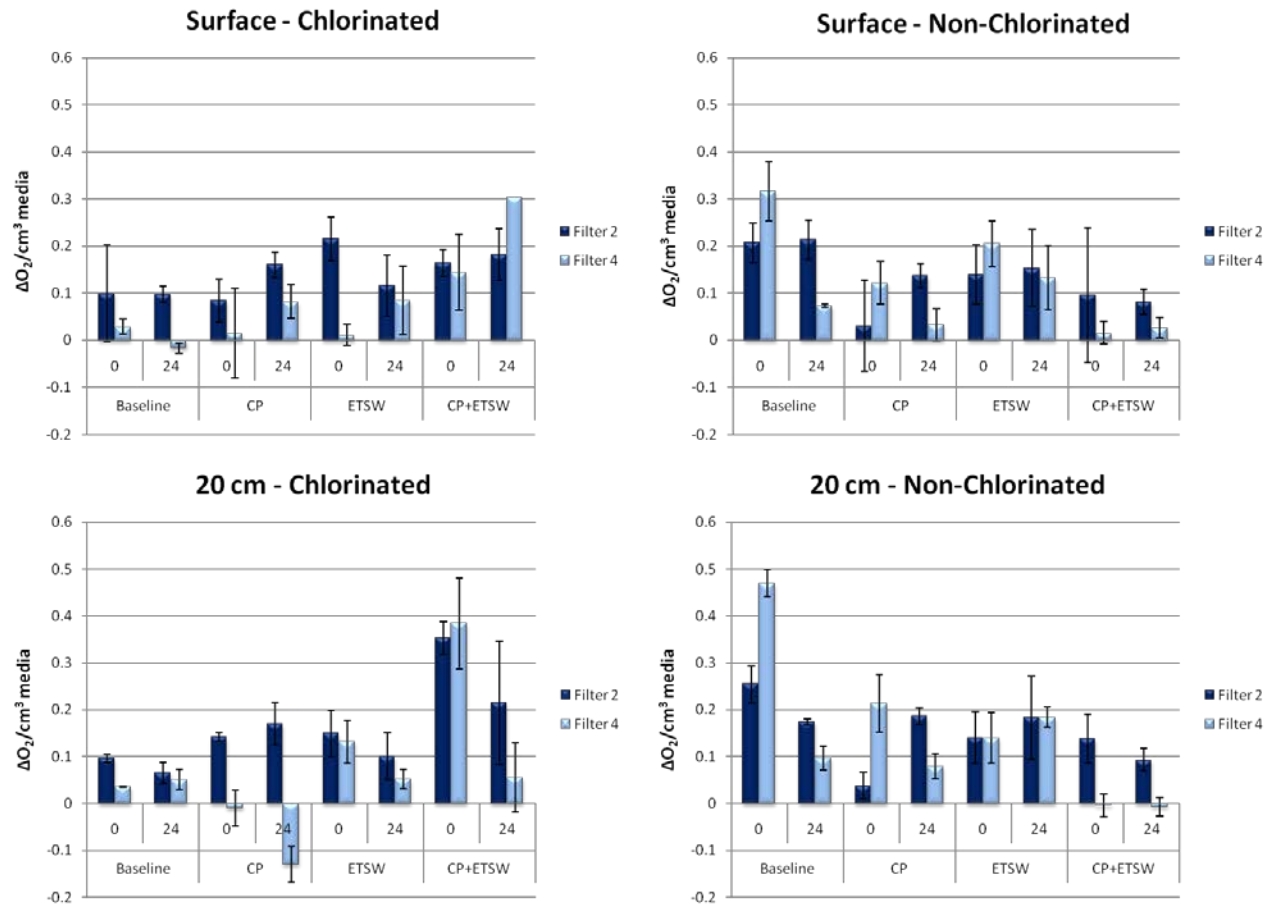 Surface - Chlorinated
0.6
0.5
0.4
0.3
0.2
0.1
0
-0.1
-0.2
ΔO₂/cm³ media
0 24 0 24 0 24 0 24
Baseline CP ETSW CP+ETSW
Filter 2
Filter 4
Surface - Non-Chlorinated
0.6
0.5
0.4
0.3
0.2
0.1
0
-0.1
-0.2
ΔO₂/cm³ media
0 24 0 24 0 24 0 24
Baseline CP ETSW CP+ETSW
Filter 2
Filter 4
20 cm - Chlorinated
0.6
0.5
0.4
0.3
0.2
0.1
0
-0.1
-0.2
ΔO₂/cm³ media
0 24 0 24 0 24 0 24
Baseline CP ETSW CP+ETSW
Filter 2
Filter 4
20 cm - Non-Chlorinated
0.6
0.5
0.4
0.3
0.2
0.1
0
-0.1
-0.2
ΔO₂/cm³ media
0 24 0 24 0 24 0 24
Baseline CP ETSW CP+ETSW
Filter 2
Filter 4